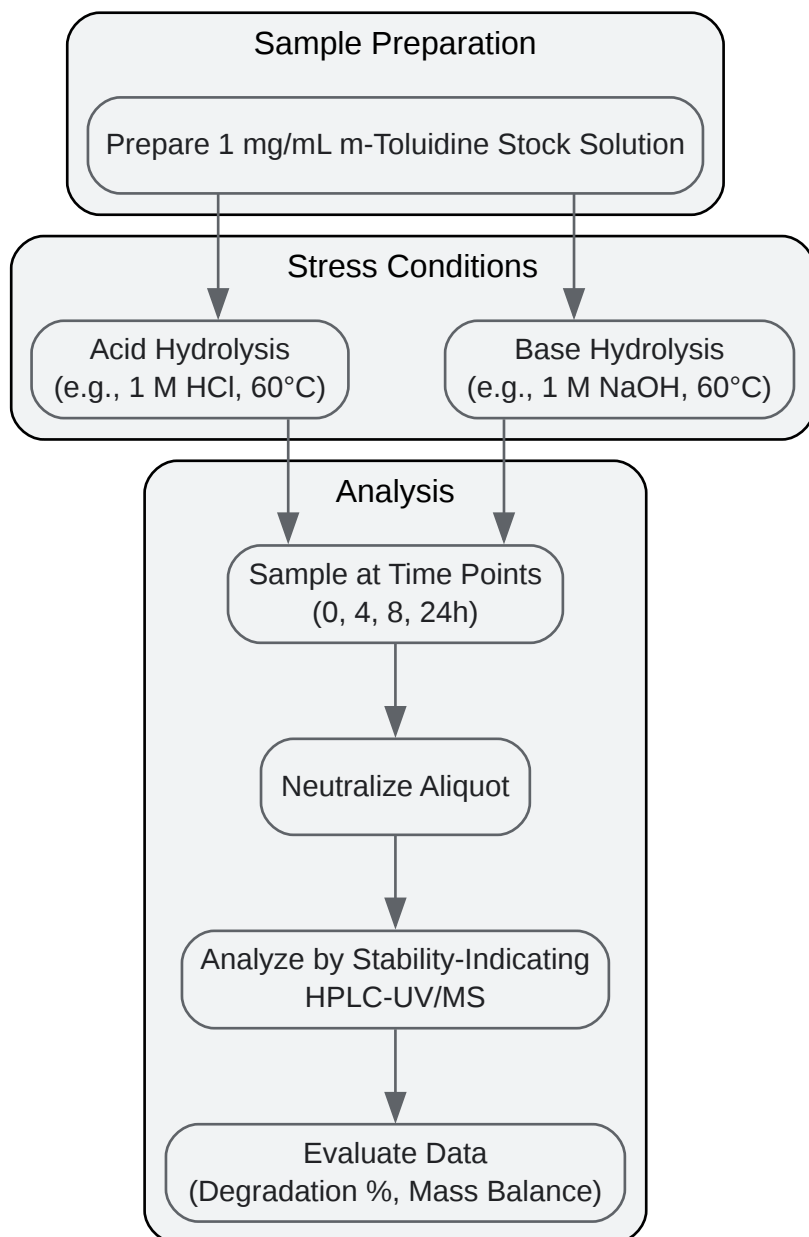 Sample Preparation
Prepare 1 mg/mL m-Toluidine Stock Solution
Stress Conditions
Acid Hydrolysis
(e.g., 1 M HCl, 60°C)
Base Hydrolysis
(e.g., 1 M NaOH, 60°C)
Analysis
Sample at Time Points
(0, 4, 8, 24h)
Neutralize Aliquot
Analyze by Stability-Indicating
HPLC-UV/MS
Evaluate Data
(Degradation %, Mass Balance)